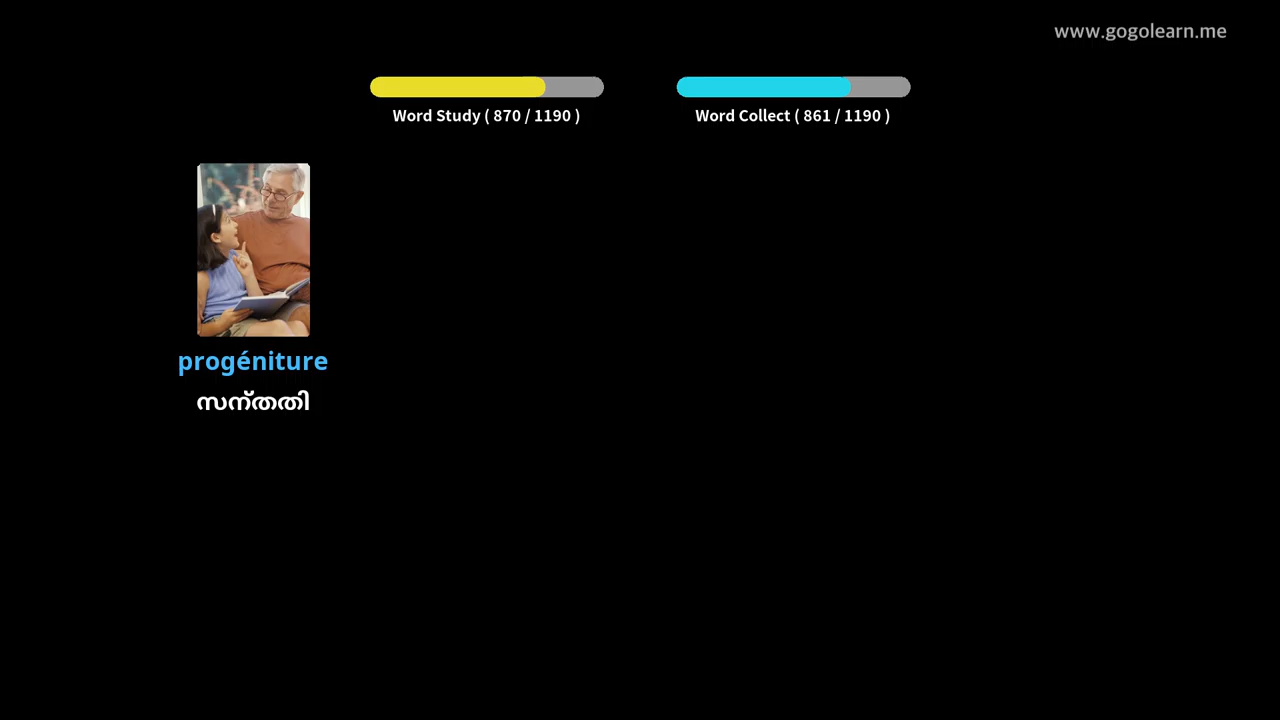 www.gogolearn.me
Word Study ( 870 / 1190 )
Word Collect ( 861 / 1190 )
progéniture
സന്തതി